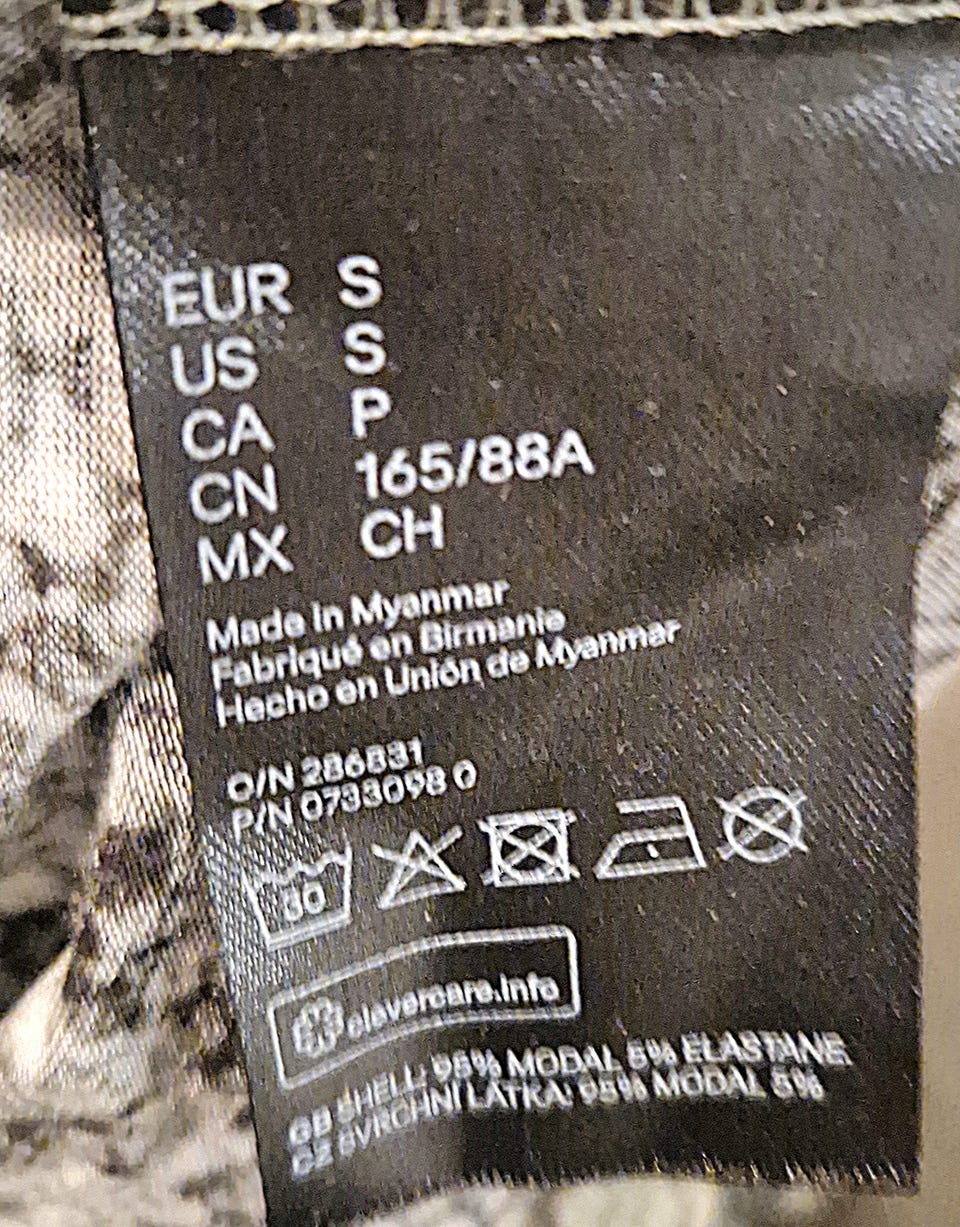 EUR S
US S
CA P
CN 165/88A
MX CH
Made in Myanmar
Fabriqué en Birmanie
Hecho en Unión de Myanmar
O/N 286831
P/N 0733098 0
30
clevercare.info
GB SHELL: 95% MODAL 5% ELASTANE
CZ SVRCHNÍ LÁTKA: 95% MODAL 5%